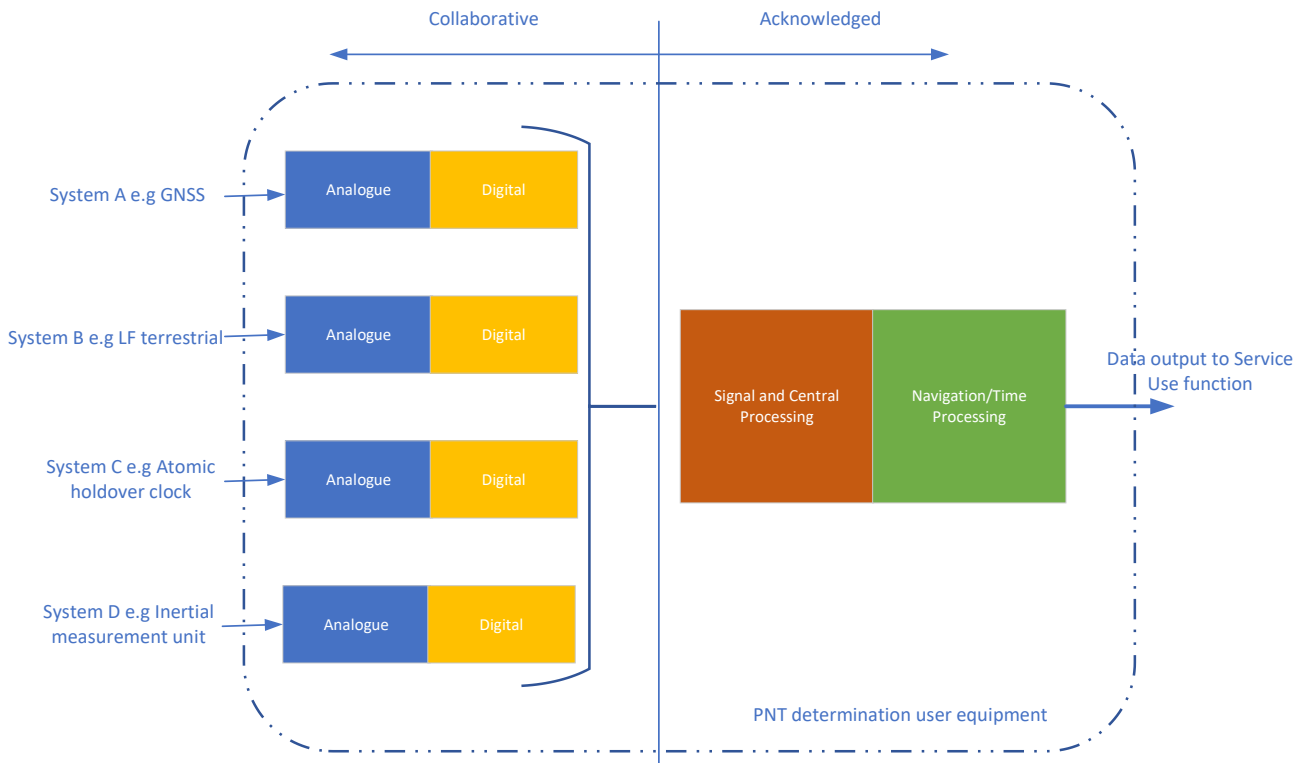 Collaborative
Acknowledged
System A e.g GNSS
Analogue
Digital
System B e.g LF terrestrial
Analogue
Digital
Signal and Central
Processing
Navigation/Time
Processing
Data output to Service
Use function
System C e.g Atomic
holdover clock
Analogue
Digital
System D e.g Inertial
measurement unit
Analogue
Digital
PNT determination user equipment